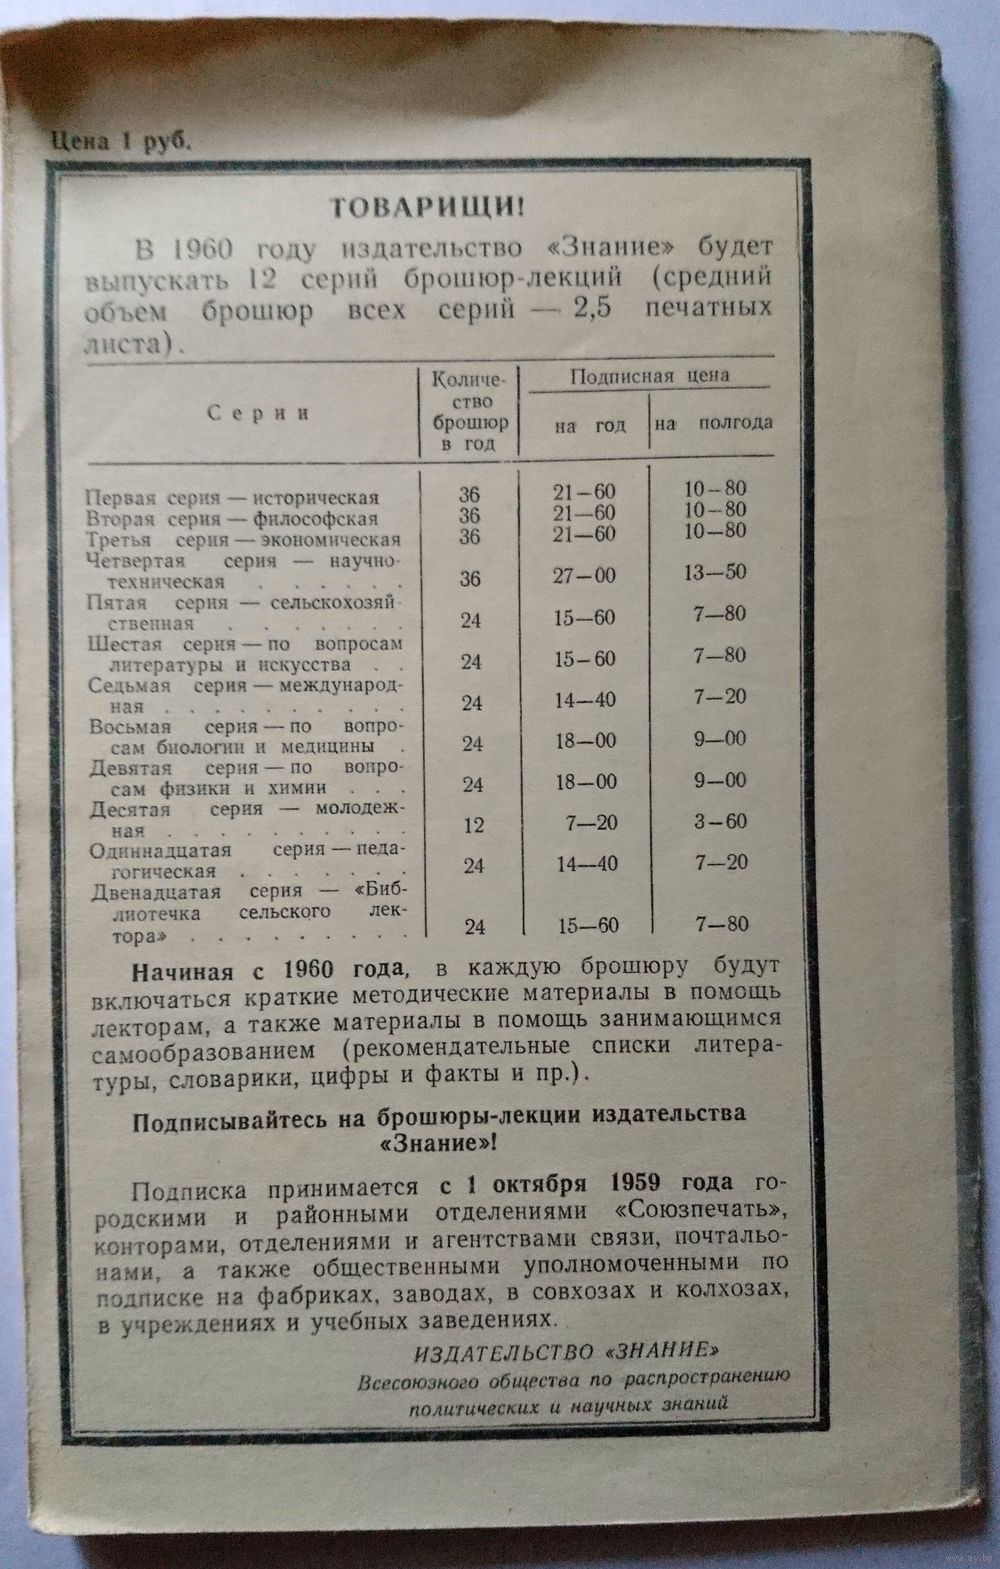 Цена 1 руб.
ТОВАРИЩИ!
В 1960 году издательство «Знание» будет
выпускать 12 серий брошюр-лекций (средний
объем брошюр всех серий — 2,5 печатных
листа).
Серии
Количе-
ство
брошюр
в год
Подписная цена
на год
на полгода
Первая серия — историческая 36 21—60 10—80
Вторая серия — философская 36 21—60 10—80
Третья серия — экономическая 36 21—60 10—80
Четвертая серия — научно-
техническая . . . . . . 36 27—00 13—50
Пятая серия — сельскохозяй-
ственная . . . . . . . 24 15—60 7—80
Шестая серия — по вопросам
литературы и искусства . . 24 15—60 7—80
Седьмая серия — международ-
ная . . . . . . . . . . 24 14—40 7—20
Восьмая серия — по вопро-
сам биологии и медицины . 24 18—00 9—00
Девятая серия — по вопро-
сам физики и химии . . . 24 18—00 9—00
Десятая серия — молодеж-
ная . . . . . . . . . . 12 7—20 3—60
Одиннадцатая серия — педа-
гогическая . . . . . . . 24 14—40 7—20
Двенадцатая серия — «Биб-
лиотечка сельского лек-
тора» . . . . . . . . . 24 15—60 7—80
Начиная с 1960 года, в каждую брошюру будут
включаться краткие методические материалы в помощь
лекторам, а также материалы в помощь занимающимся
самообразованием (рекомендательные списки литера-
туры, словарики, цифры и факты и пр.).
Подписывайтесь на брошюры-лекции издательства
«Знание»!
Подписка принимается с 1 октября 1959 года го-
родскими и районными отделениями «Союзпечать»,
конторами, отделениями и агентствами связи, почтальо-
нами, а также общественными уполномоченными по
подписке на фабриках, заводах, в совхозах и колхозах,
в учреждениях и учебных заведениях.
ИЗДАТЕЛЬСТВО «ЗНАНИЕ»
Всесоюзного общества по распространению
политических и научных знаний
www.ay.by